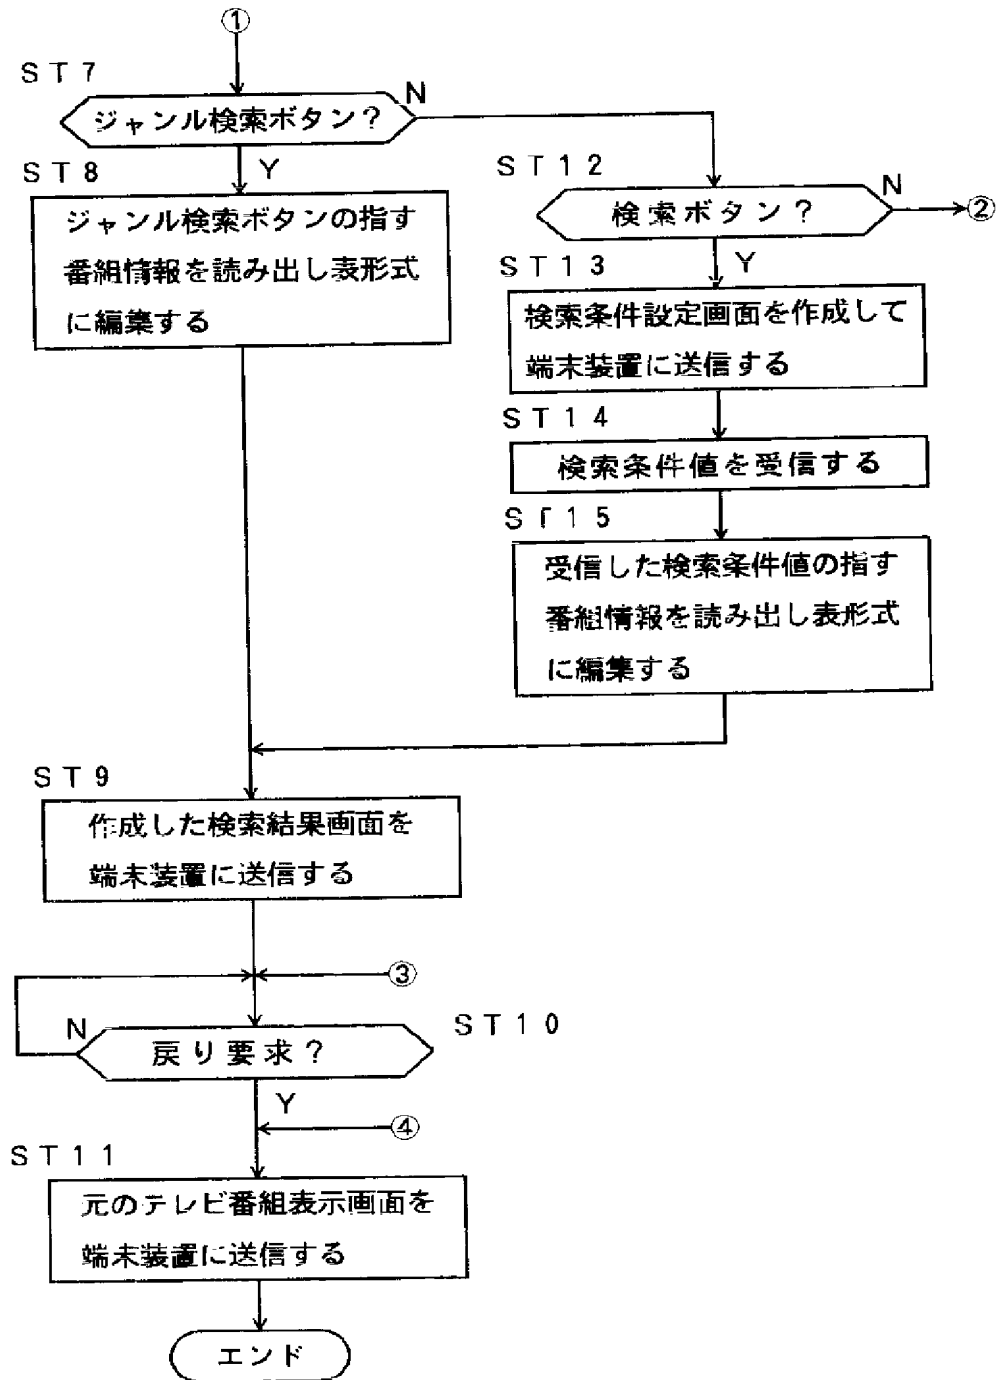 ①
ST7
ジャンル検索ボタン?
N
Y
ST8
ジャンル検索ボタンの指す
番組情報を読み出し表形式
に編集する
ST12
検索ボタン?
N
②
Y
ST13
検索条件設定画面を作成して
端末装置に送信する
ST14
検索条件値を受信する
ST15
受信した検索条件値の指す
番組情報を読み出し表形式
に編集する
ST9
作成した検索結果画面を
端末装置に送信する
③
ST10
戻り要求?
N
Y
④
ST11
元のテレビ番組表示画面を
端末装置に送信する
エンド